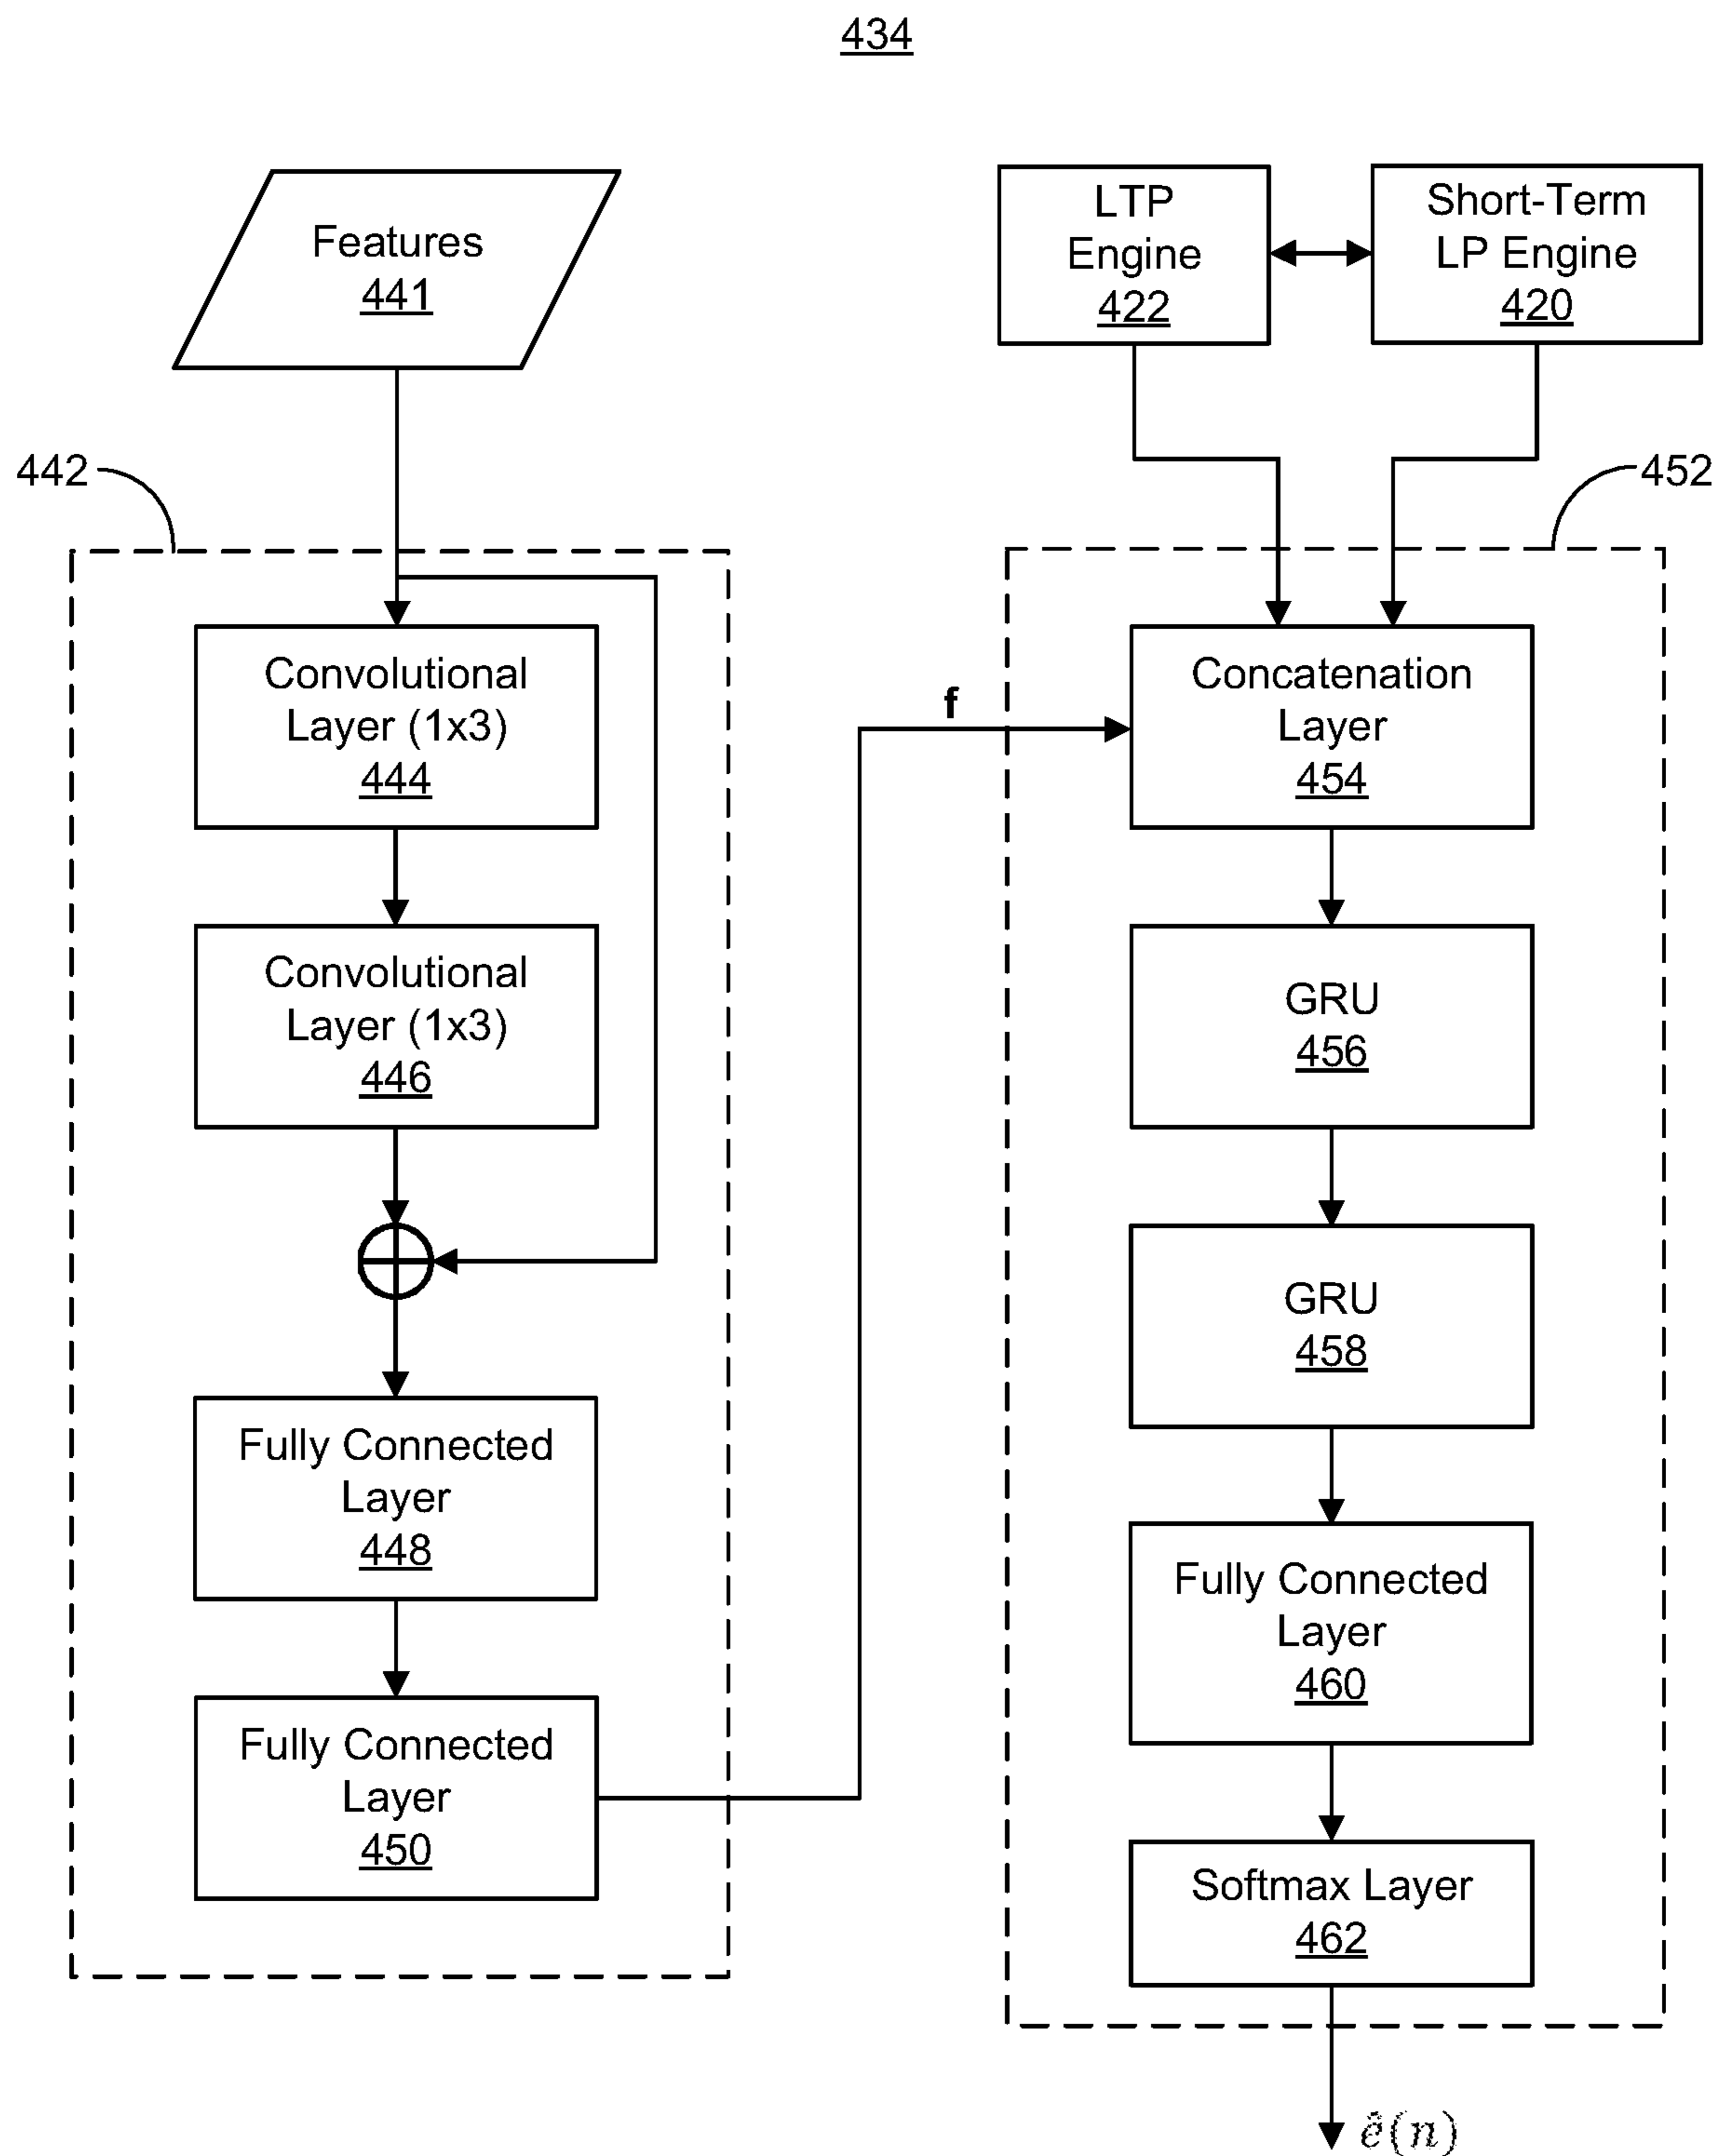 434
Features
441
LTP
Engine
422
Short-Term
LP Engine
420
442
452
Convolutional
Layer (1x3)
444
Convolutional
Layer (1x3)
446
Fully Connected
Layer
448
Fully Connected
Layer
450
f
Concatenation
Layer
454
GRU
456
GRU
458
Fully Connected
Layer
460
Softmax Layer
462
ê(n)